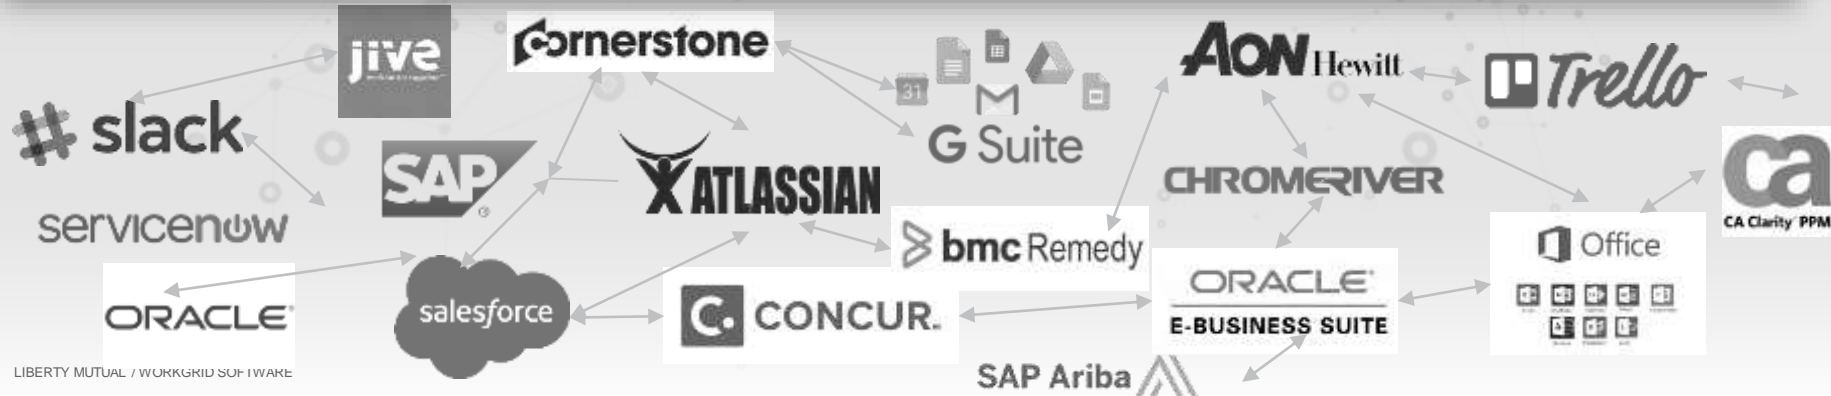 jive
cornerstone
31
G Suite
AON Hewitt
Trello
slack
SAP
ATLASSIAN
CHROMERIVER
ca
CA Clarity PPM
servicenow
bmc Remedy
Office
ORACLE
salesforce
C. CONCUR.
ORACLE
E-BUSINESS SUITE
SAP Ariba
LIBERTY MUTUAL / WORKGRID SOFTWARE